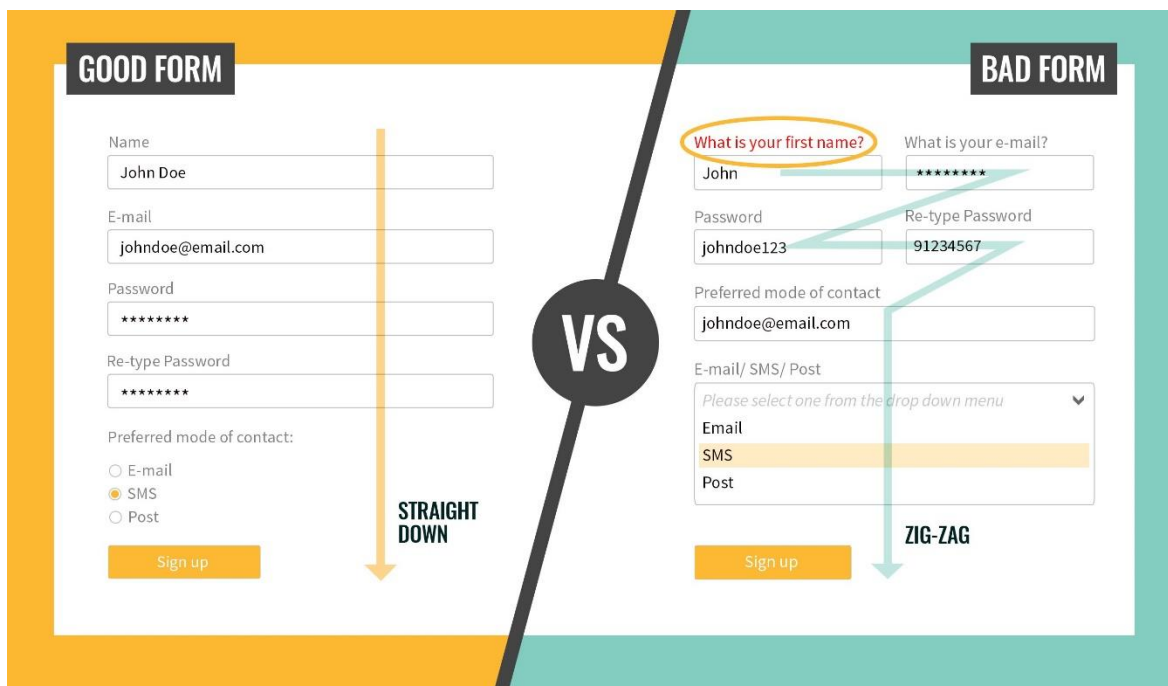 GOOD FORM
Name
John Doe
E-mail
johndoe@email.com
Password
********
Re-type Password
********
Preferred mode of contact:
E-mail
SMS
Post
Sign up
STRAIGHT
DOWN
VS
BAD FORM
What is your first name? What is your e-mail?
John ********
Password Re-type Password
johndoe123 91234567
Preferred mode of contact
johndoe@email.com
E-mail/ SMS/ Post
Please select one from the drop down menu
Email
SMS
Post
Sign up
ZIG-ZAG